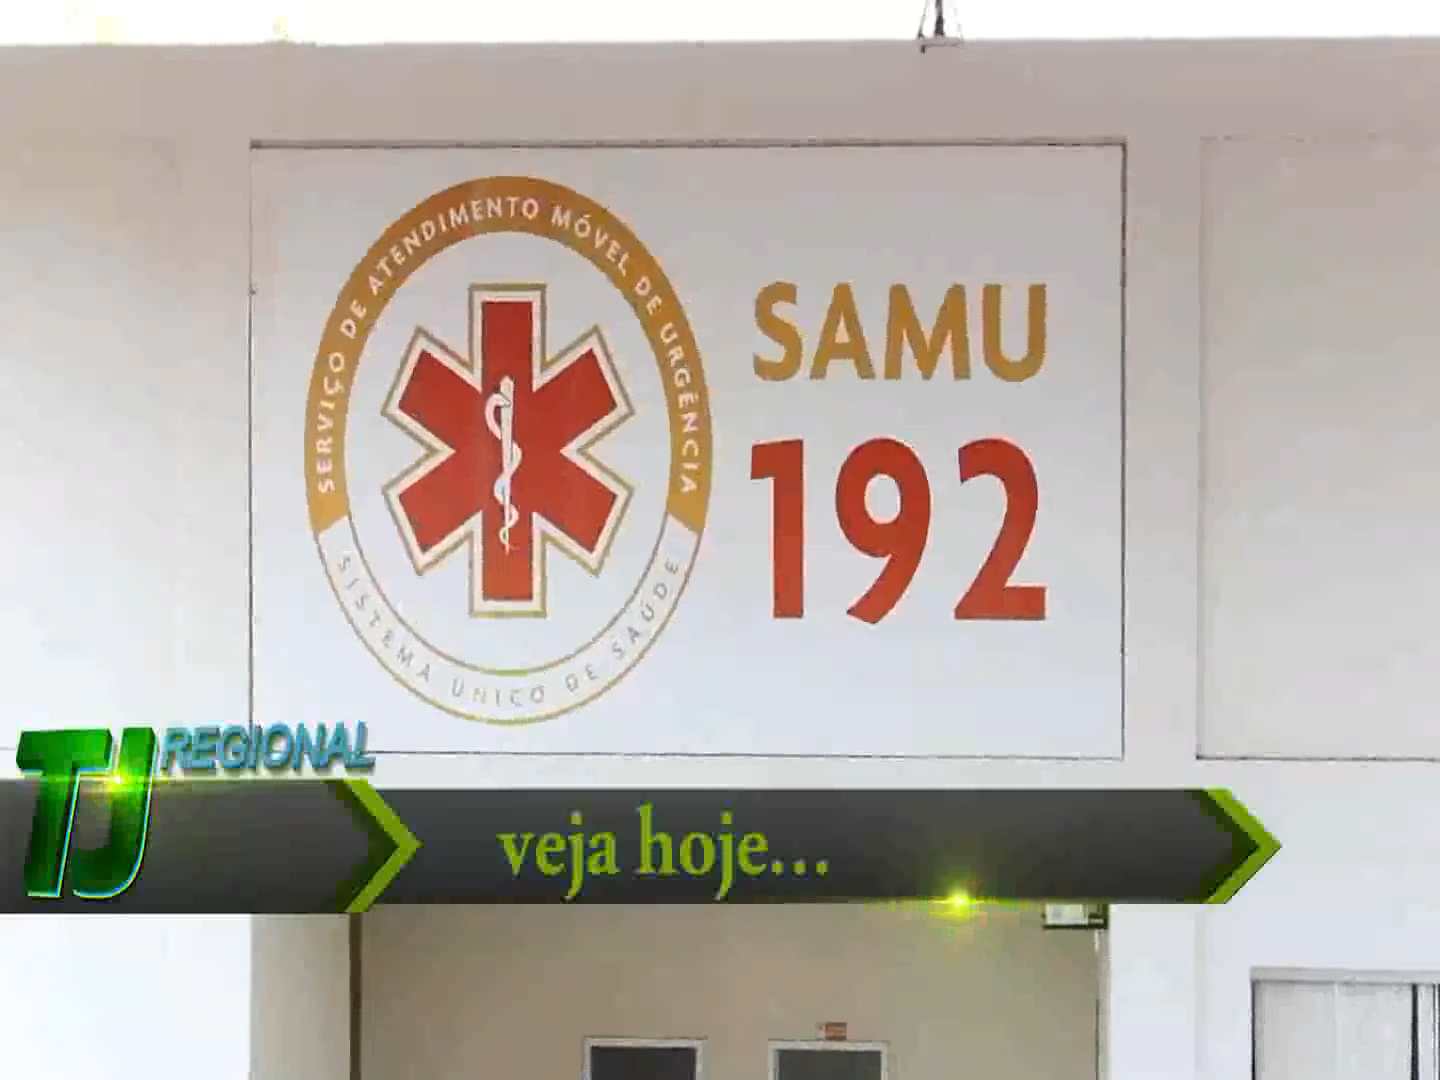 SERVIÇO DE ATENDIMENTO MÓVEL DE URGÊNCIA
SISTEMA ÚNICO DE SAÚDE
SAMU
192
TJ REGIONAL
veja hoje...